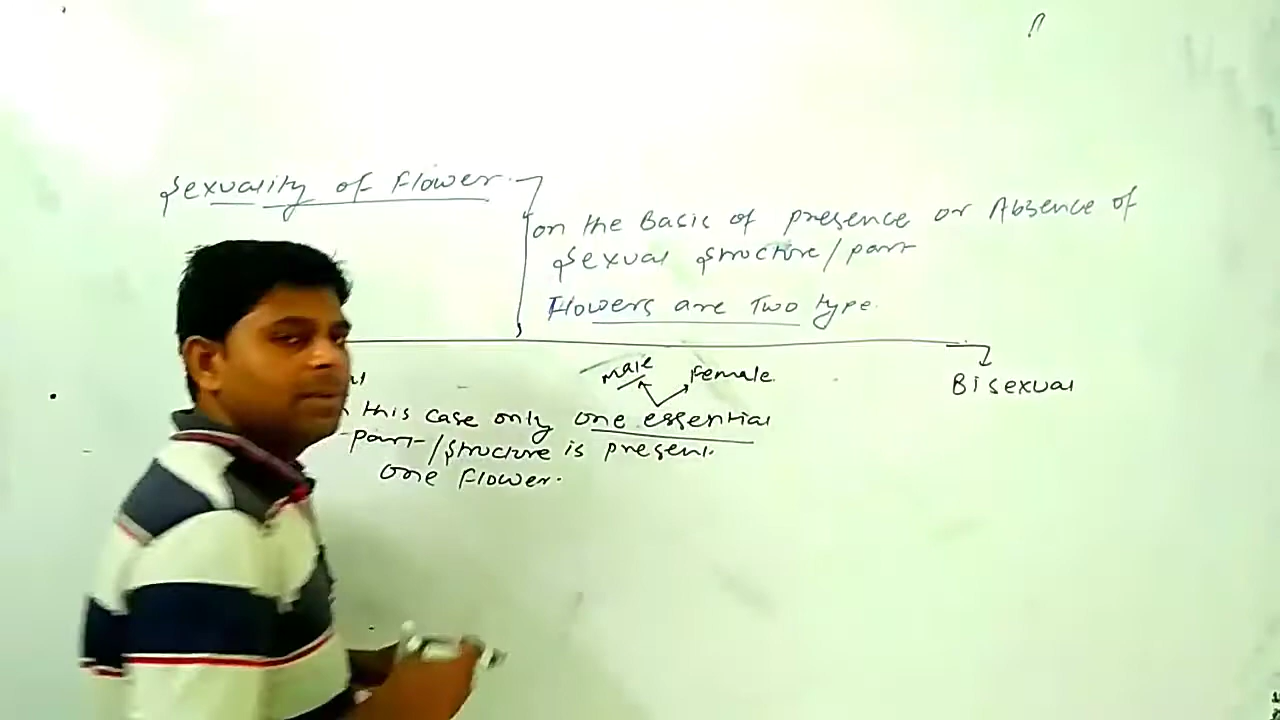 Sexuality of Flower.
on the Basic of presence or Absence of
Sexual structure/part
Flowers are Two type.
Male Female
Bisexual
this case only one essential
part/structure is present.
one flower.